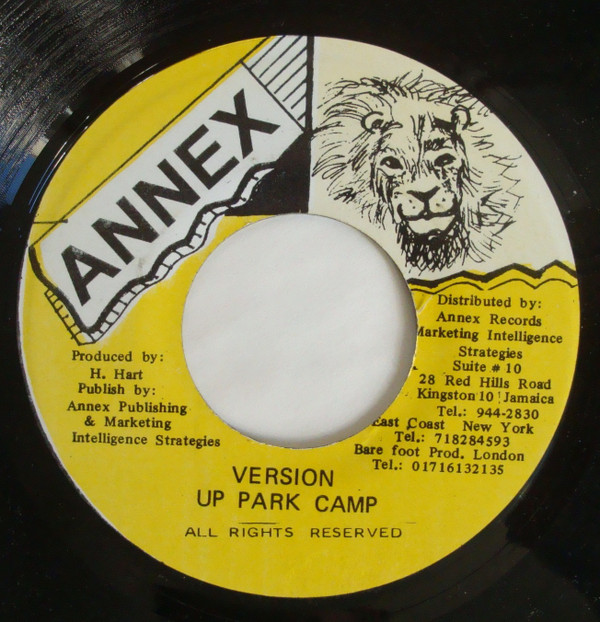 ANNEX
Produced by:
H. Hart
Publish by:
Annex Publishing
& Marketing
Intelligence Strategies
Distributed by:
Annex Records
Marketing Intelligence
Strategies
Suite # 10
28 Red Hills Road
Kingston 10 Jamaica
Tel.: 944-2830
East Coast New York
Tel.: 718284593
Bare foot Prod. London
Tel.: 01716132135
VERSION
UP PARK CAMP
ALL RIGHTS RESERVED